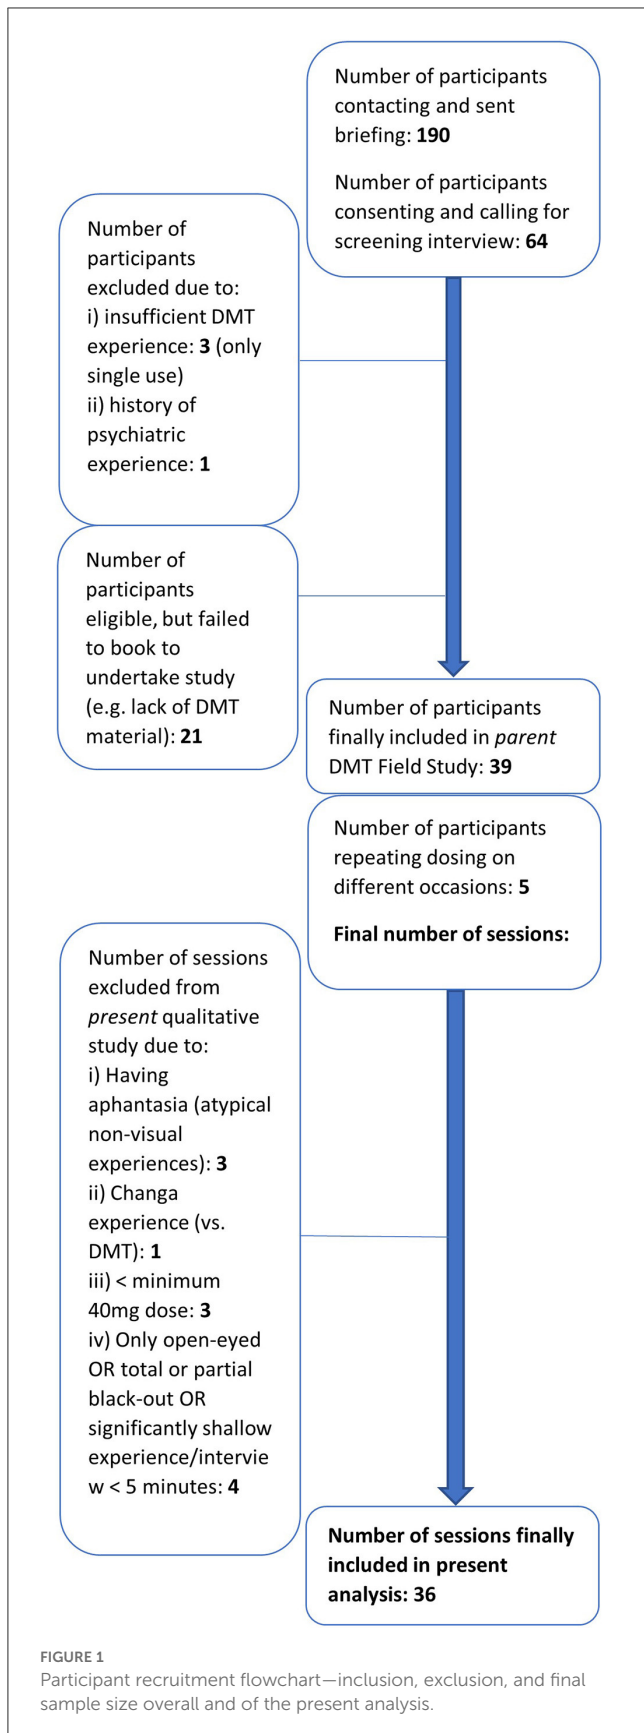 Number of participants
contacting and sent
briefing: 190
Number of participants
consenting and calling for
screening interview: 64
Number of
participants
excluded due to:
i) insufficient DMT
experience: 3 (only
single use)
ii) history of
psychiatric
experience: 1
Number of
participants
eligible, but failed
to book to
undertake study
(e.g. lack of DMT
material): 21
Number of participants
finally included in parent
DMT Field Study: 39
Number of participants
repeating dosing on
different occasions: 5
Final number of sessions:
Number of sessions
excluded from
present qualitative
study due to:
i) Having
aphantasia (atypical
non-visual
experiences): 3
ii) Changa
experience (vs.
DMT): 1
iii) < minimum
40mg dose: 3
iv) Only open-eyed
OR total or partial
black-out OR
significantly shallow
experience/intervie
w < 5 minutes: 4
Number of sessions finally
included in present
analysis: 36
FIGURE 1
Participant recruitment flowchart—inclusion, exclusion, and final
sample size overall and of the present analysis.